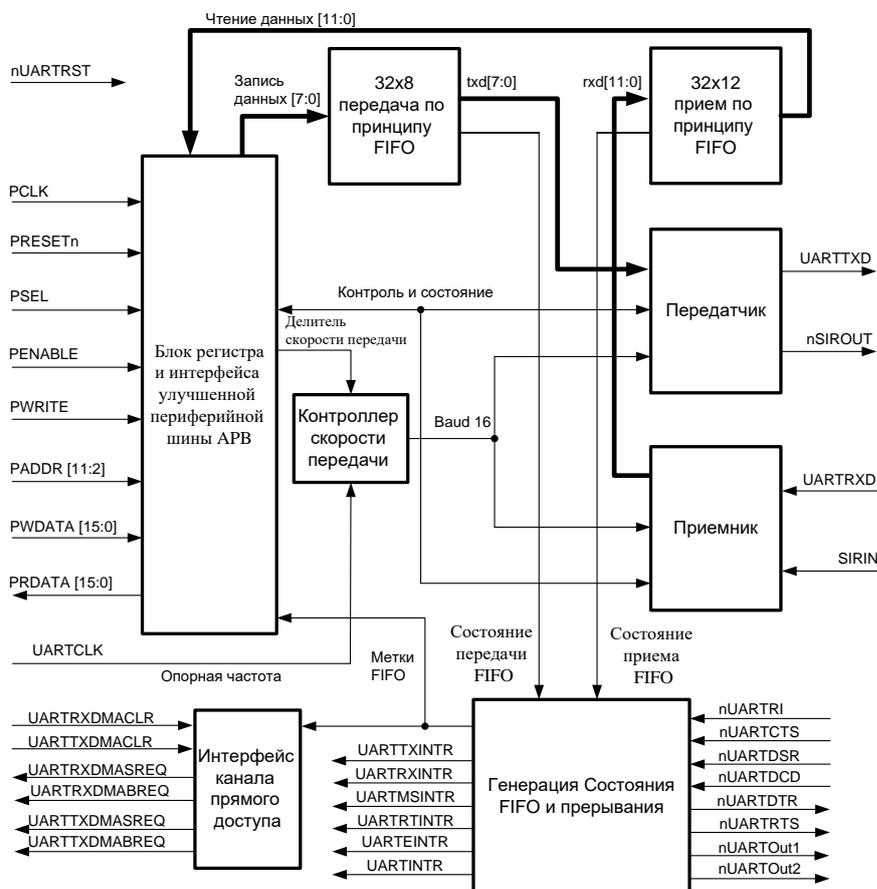 Чтение данных [11:0]
nUARTRST
Запись
данных [7:0]
32x8
передача по
принципу
FIFO
txd[7:0]
rxd[11:0]
32x12
прием по
принципу
FIFO
PCLK
PRESETn
PSEL
PENABLE
PWRITE
PADDR [11:2]
PWDATA [15:0]
PRDATA [15:0]
Блок регистра
и интерфейса
улучшенной
периферийной
шины APB
Контроль и состояние
Делитель
скорости передачи
Контроллер
скорости
передачи
Baud 16
Передатчик
UARTTXD
nSIROUT
Приемник
UARTRXD
SIRIN
UARTCLK
Опорная частота
Метки
FIFO
Состояние
передачи
FIFO
Состояние
приема
FIFO
UARTRXDMACLR
UARTTXDMACLR
UARTRXDMASREQ
UARTRXDMABREQ
UARTTXDMASREQ
UARTTXDMABREQ
Интерфейс
канала
прямого
доступа
UARTTXINTR
UARTRXINTR
UARTMSINTR
UARTRTINTR
UARTEINTR
UARTINTR
Генерация Состояния
FIFO и прерывания
nUARTRI
nUARTCTS
nUARTDSR
nUARTDCD
nUARTDTR
nUARTRTS
nUARTOut1
nUARTOut2